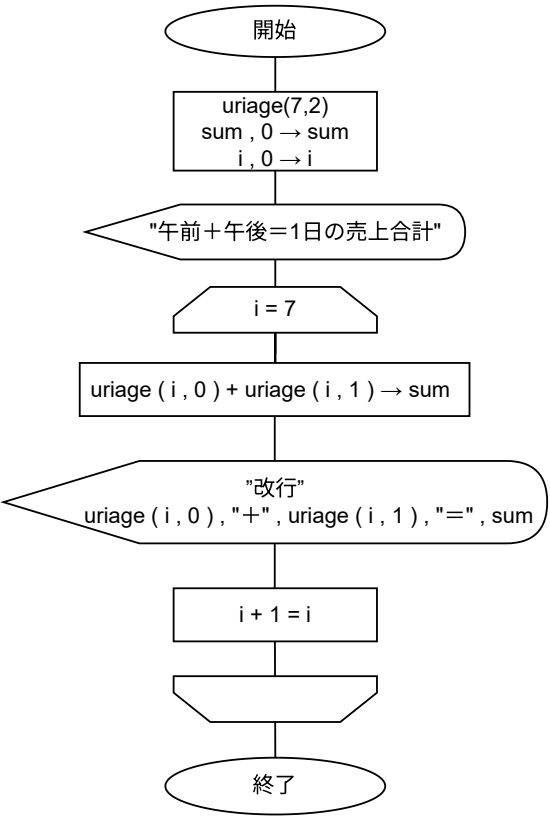 開始
uriage(7,2)
sum , 0 → sum
i , 0 → i
"午前＋午後＝1日の売上合計"
i = 7
uriage ( i , 0 ) + uriage ( i , 1 ) → sum
”改行”
uriage ( i , 0 ) , "＋" , uriage ( i , 1 ) , "＝" , sum
i + 1 = i
終了